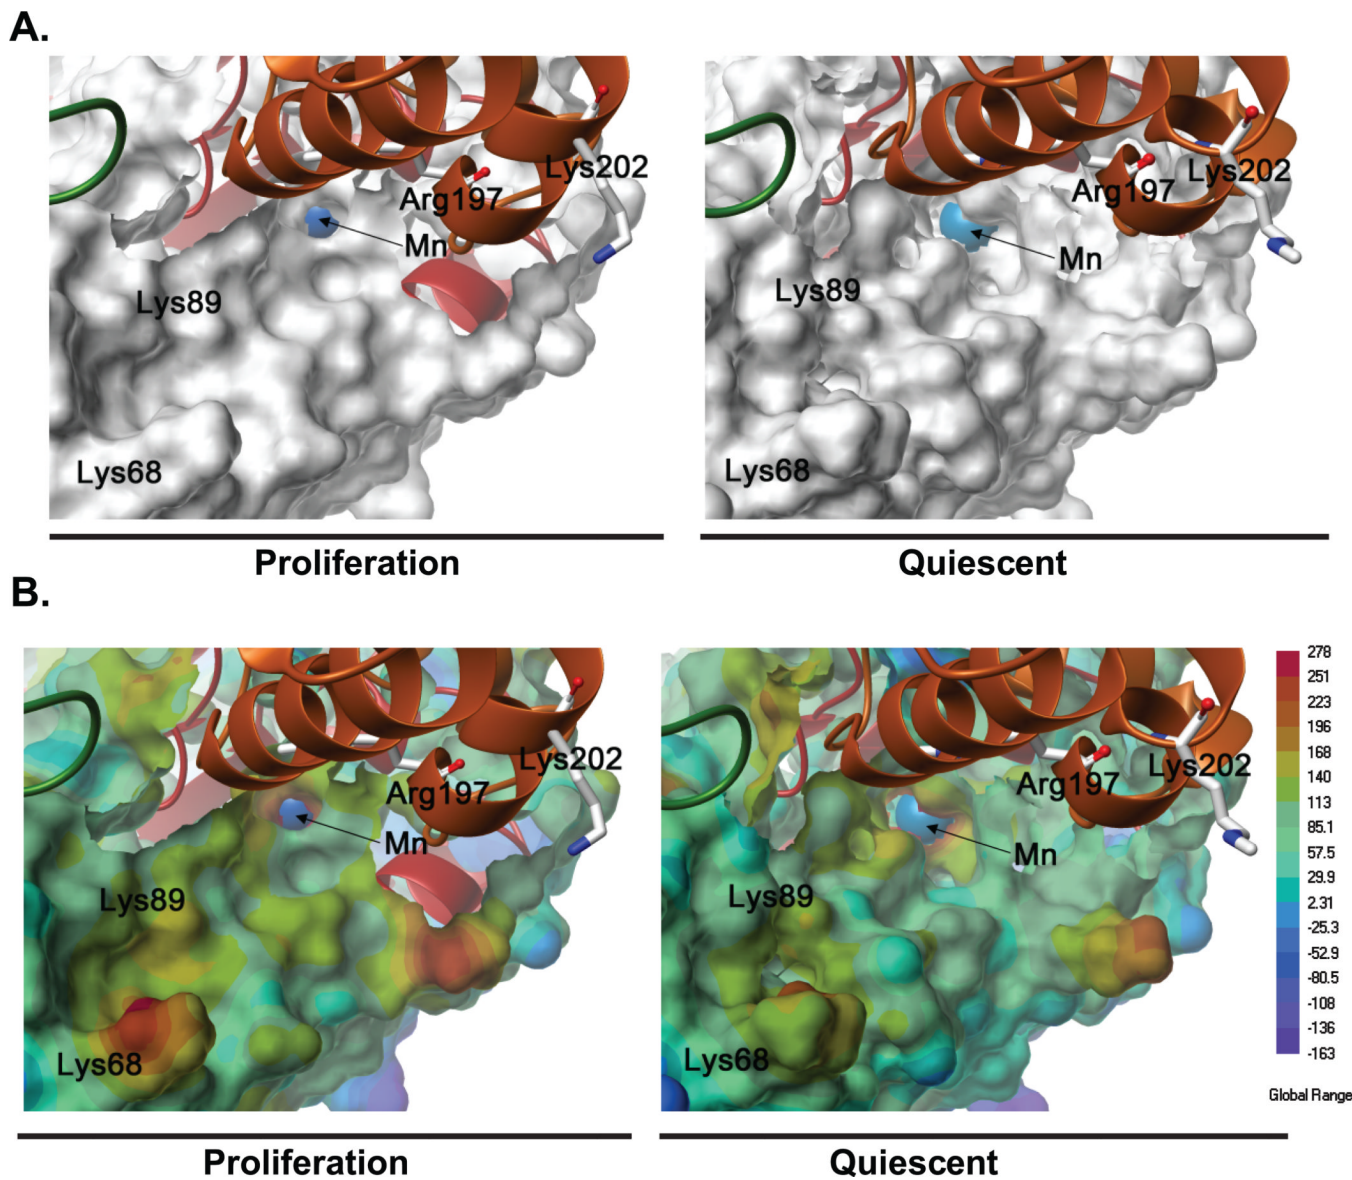 A.
Lys202
Arg197
Mn
Lys89
Lys68
Proliferation
Lys202
Arg197
Mn
Lys89
Lys68
Quiescent
B.
Lys202
Arg197
Mn
Lys89
Lys68
Proliferation
Lys202
Arg197
Mn
Lys89
Lys68
Quiescent
278
251
223
196
168
140
113
85.1
57.5
29.9
2.31
-25.3
-52.9
-80.5
-108
-136
-163
Global Range